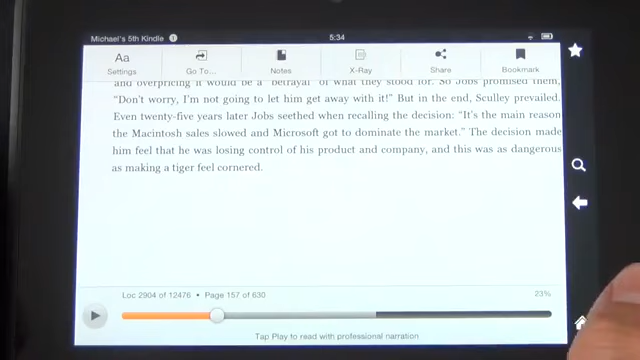 Michael's 5th Kindle 1 5:34
Aa
Settings Go To... Notes X-Ray Share Bookmark
and overpricing it would be a "betrayal" of what they stood for. So Jobs promised them,
"Don't worry, I'm not going to let him get away with it!" But in the end, Sculley prevailed.
Even twenty-five years later Jobs seethed when recalling the decision: "It's the main reason
the Macintosh sales slowed and Microsoft got to dominate the market." The decision made
him feel that he was losing control of his product and company, and this was as dangerous
as making a tiger feel cornered.
Loc 2904 of 12476 • Page 157 of 630 23%
Tap Play to read with professional narration